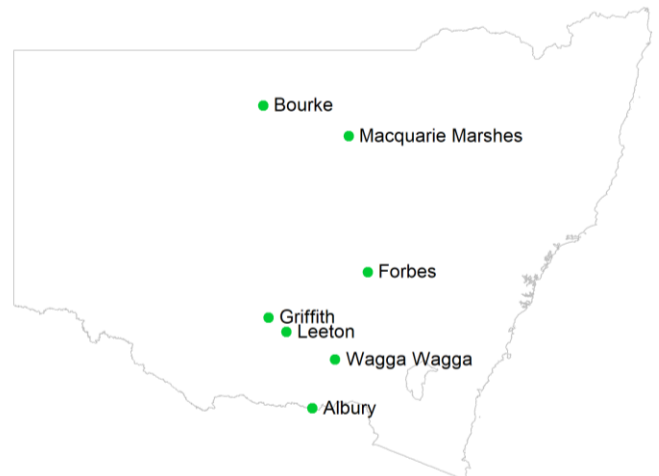 Bourke
Macquarie Marshes
Forbes
Griffith
Leeton
Wagga Wagga
Albury